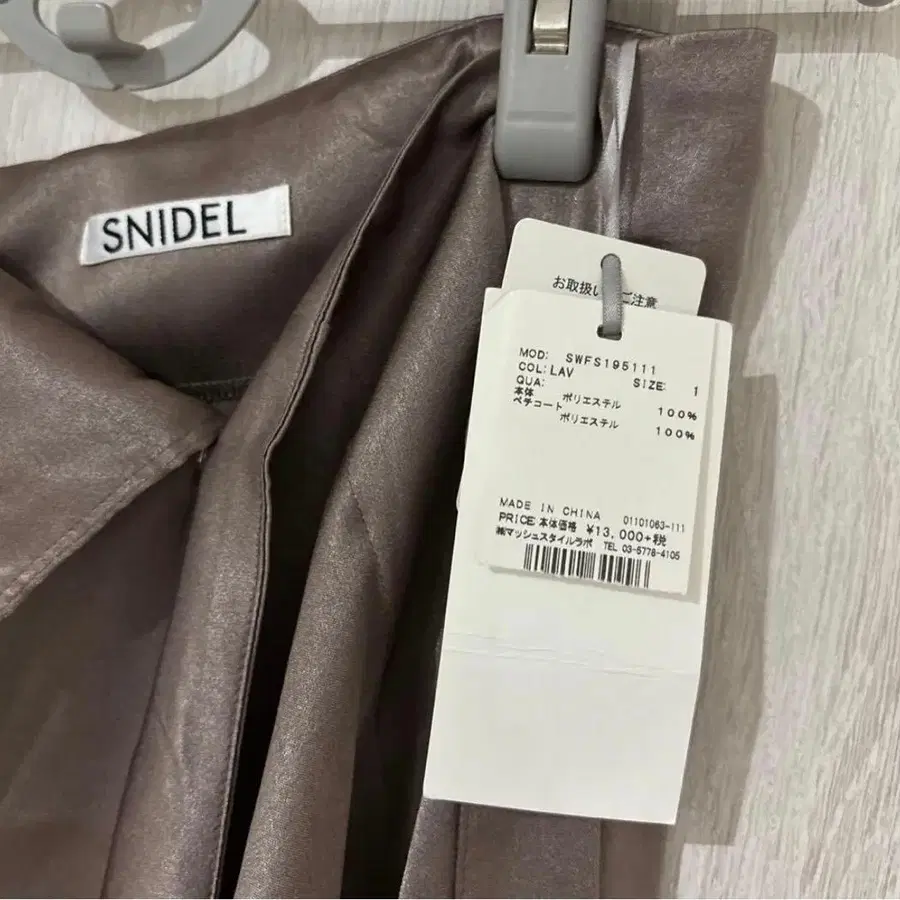 SNIDEL
お取扱い ご注意
MOD: SWFS195111
COL: LAV SIZE: 1
QUA:
本体 ポリエステル 100%
ペチコート
ポリエステル 100%
MADE IN CHINA 01101063-111
PRICE 本体価格 ¥13,000+税
㈱マッシュスタイルラボ TEL 03-5778-4105